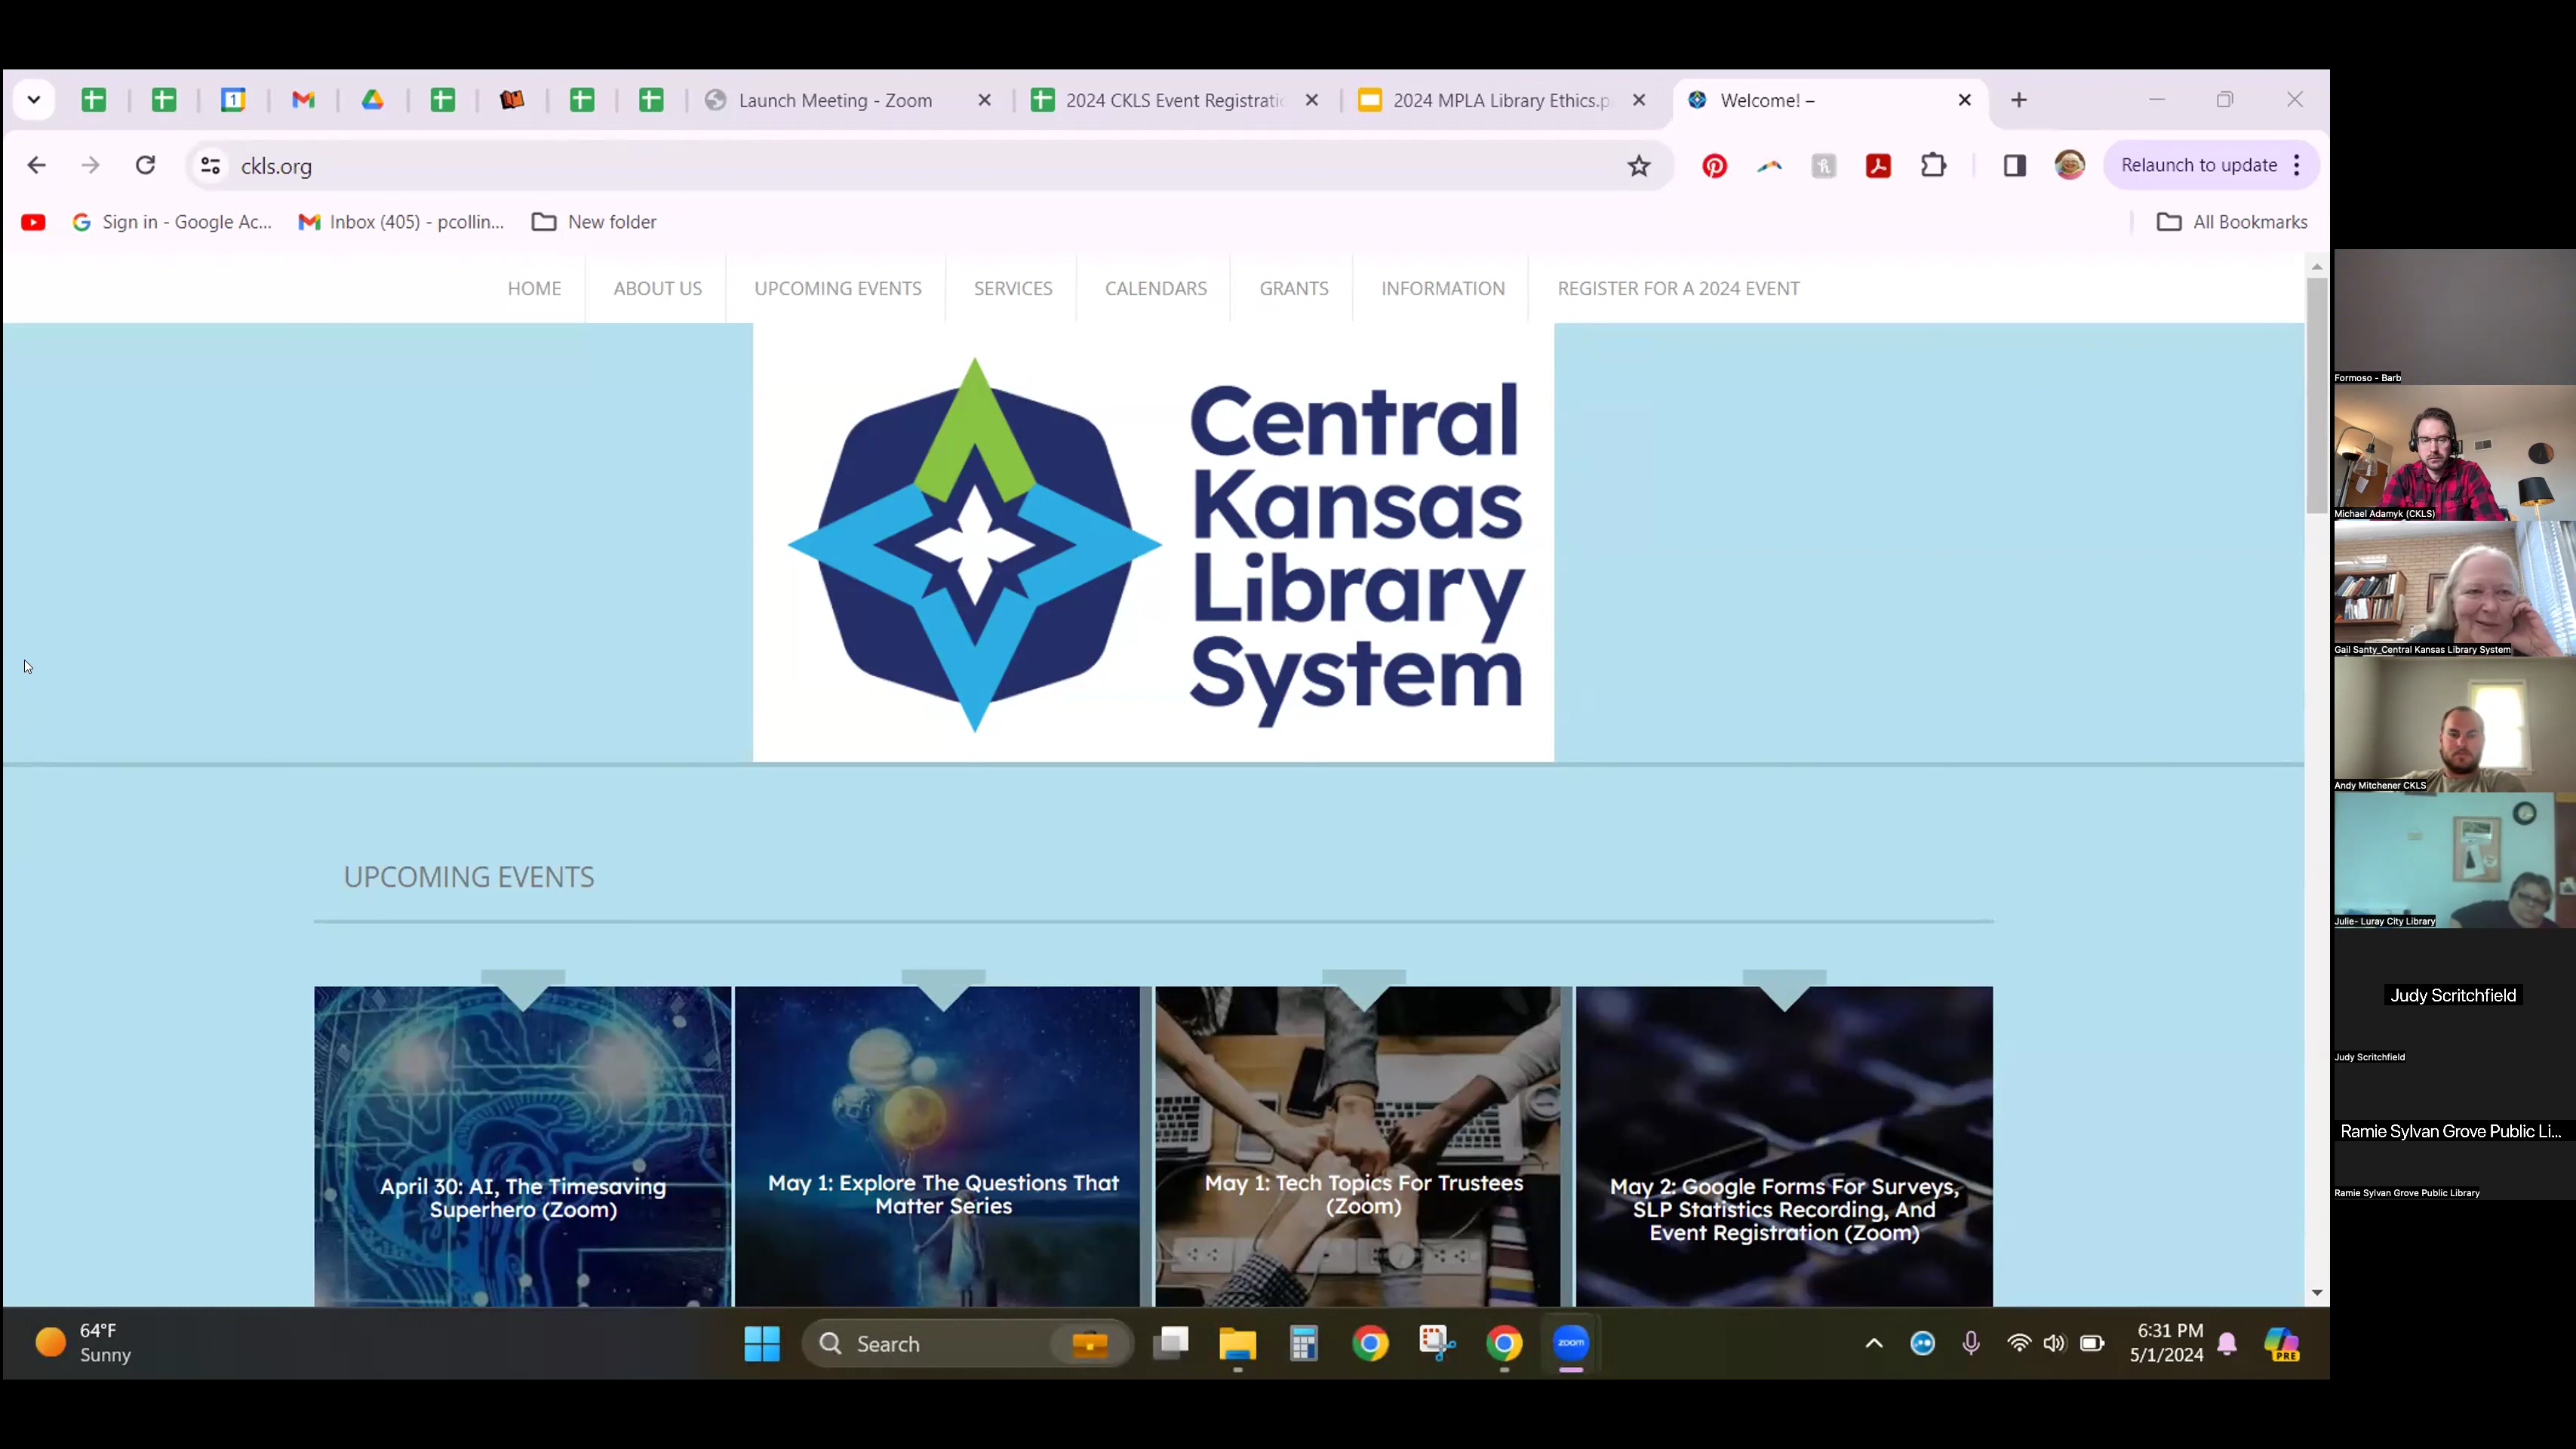 Launch Meeting - Zoom
2024 CKLS Event Registratic
2024 MPLA Library Ethics.p
Welcome! –
ckls.org
Relaunch to update
Sign in - Google Ac...
Inbox (405) - pcollin...
New folder
All Bookmarks
HOME
ABOUT US
UPCOMING EVENTS
SERVICES
CALENDARS
GRANTS
INFORMATION
REGISTER FOR A 2024 EVENT
Central
Kansas
Library
System
UPCOMING EVENTS
April 30: AI, The Timesaving
Superhero (Zoom)
May 1: Explore The Questions That
Matter Series
May 1: Tech Topics For Trustees
(Zoom)
May 2: Google Forms For Surveys,
SLP Statistics Recording, And
Event Registration (Zoom)
64°F
Sunny
Search
zoom
6:31 PM
5/1/2024
PRE
Formoso - Barb
Michael Adamyk (CKLS)
Gail Santy_Central Kansas Library System
Andy Mitchener CKLS
Julie- Luray City Library
Judy Scritchfield
Judy Scritchfield
Ramie Sylvan Grove Public Li...
Ramie Sylvan Grove Public Library